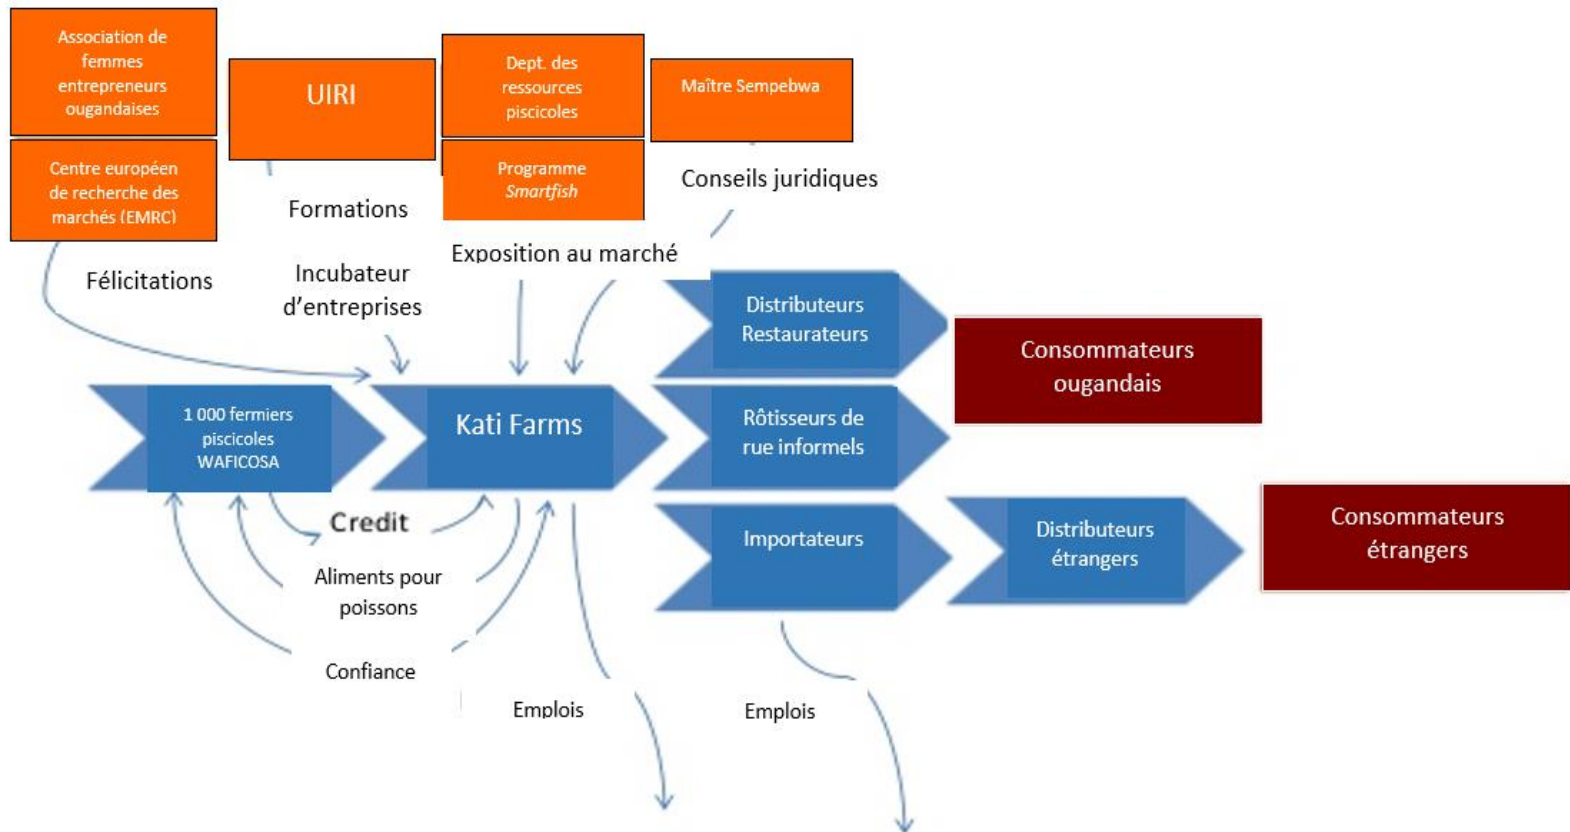 Association de
femmes
entrepreneurs
ougandaises
Centre européen
de recherche des
marchés (EMRC)
UIRI
Dept. des
ressources
piscicoles
Programme
Smartfish
Maître Sempebwa
Conseils juridiques
Formations
Exposition au marché
Félicitations
Incubateur
d’entreprises
Distributeurs
Restaurateurs
Consommateurs
ougandais
1 000 fermiers
piscicoles
WAFICOSA
Kati Farms
Rôtisseurs de
rue informels
Importateurs
Distributeurs
étrangers
Consommateurs
étrangers
Credit
Aliments pour
poissons
Confiance
Emplois
Emplois